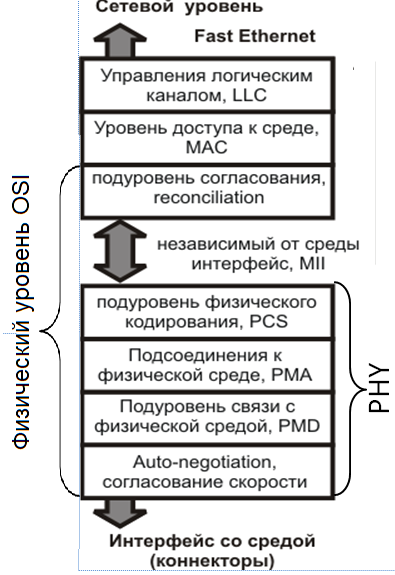 Сетевой уровень
Fast Ethernet
Управления логическим
каналом, LLC
Уровень доступа к среде,
MAC
подуровень согласования,
reconciliation
независимый от среды
интерфейс, MII
Физический уровень OSI
подуровень физического
кодирования, PCS
Подсоединения к
физической среде, PMA
Подуровень связи с
физической средой, PMD
Auto-negotiation,
согласование скорости
PHY
Интерфейс со средой
(коннекторы)